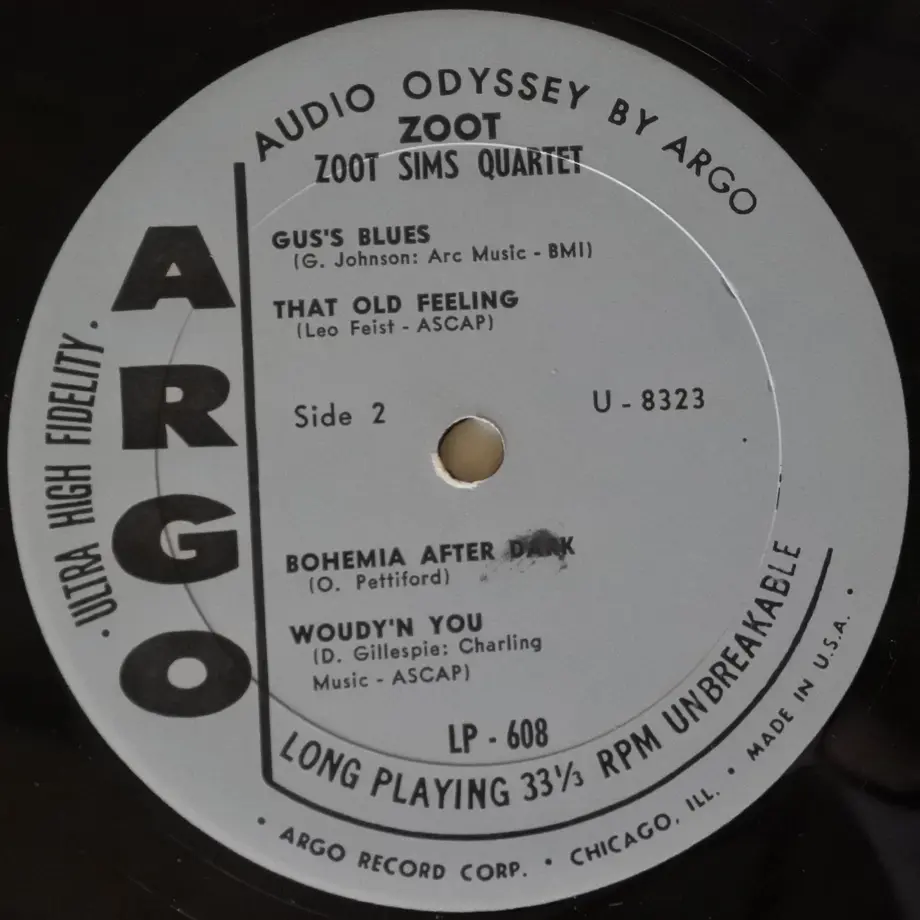 AUDIO ODYSSEY BY ARGO
ZOOT
ZOOT SIMS QUARTET
GUS'S BLUES
(G. Johnson: Arc Music - BMI)
THAT OLD FEELING
(Leo Feist - ASCAP)
Side 2
U - 8323
BOHEMIA AFTER DARK
(O. Pettiford)
WOUDY'N YOU
(D. Gillespie: Charling
Music - ASCAP)
LP - 608
LONG PLAYING 33⅓ RPM UNBREAKABLE
• ARGO RECORD CORP. • CHICAGO, ILL. • MADE IN U.S.A. •
• ULTRA HIGH FIDELITY •
ARGO